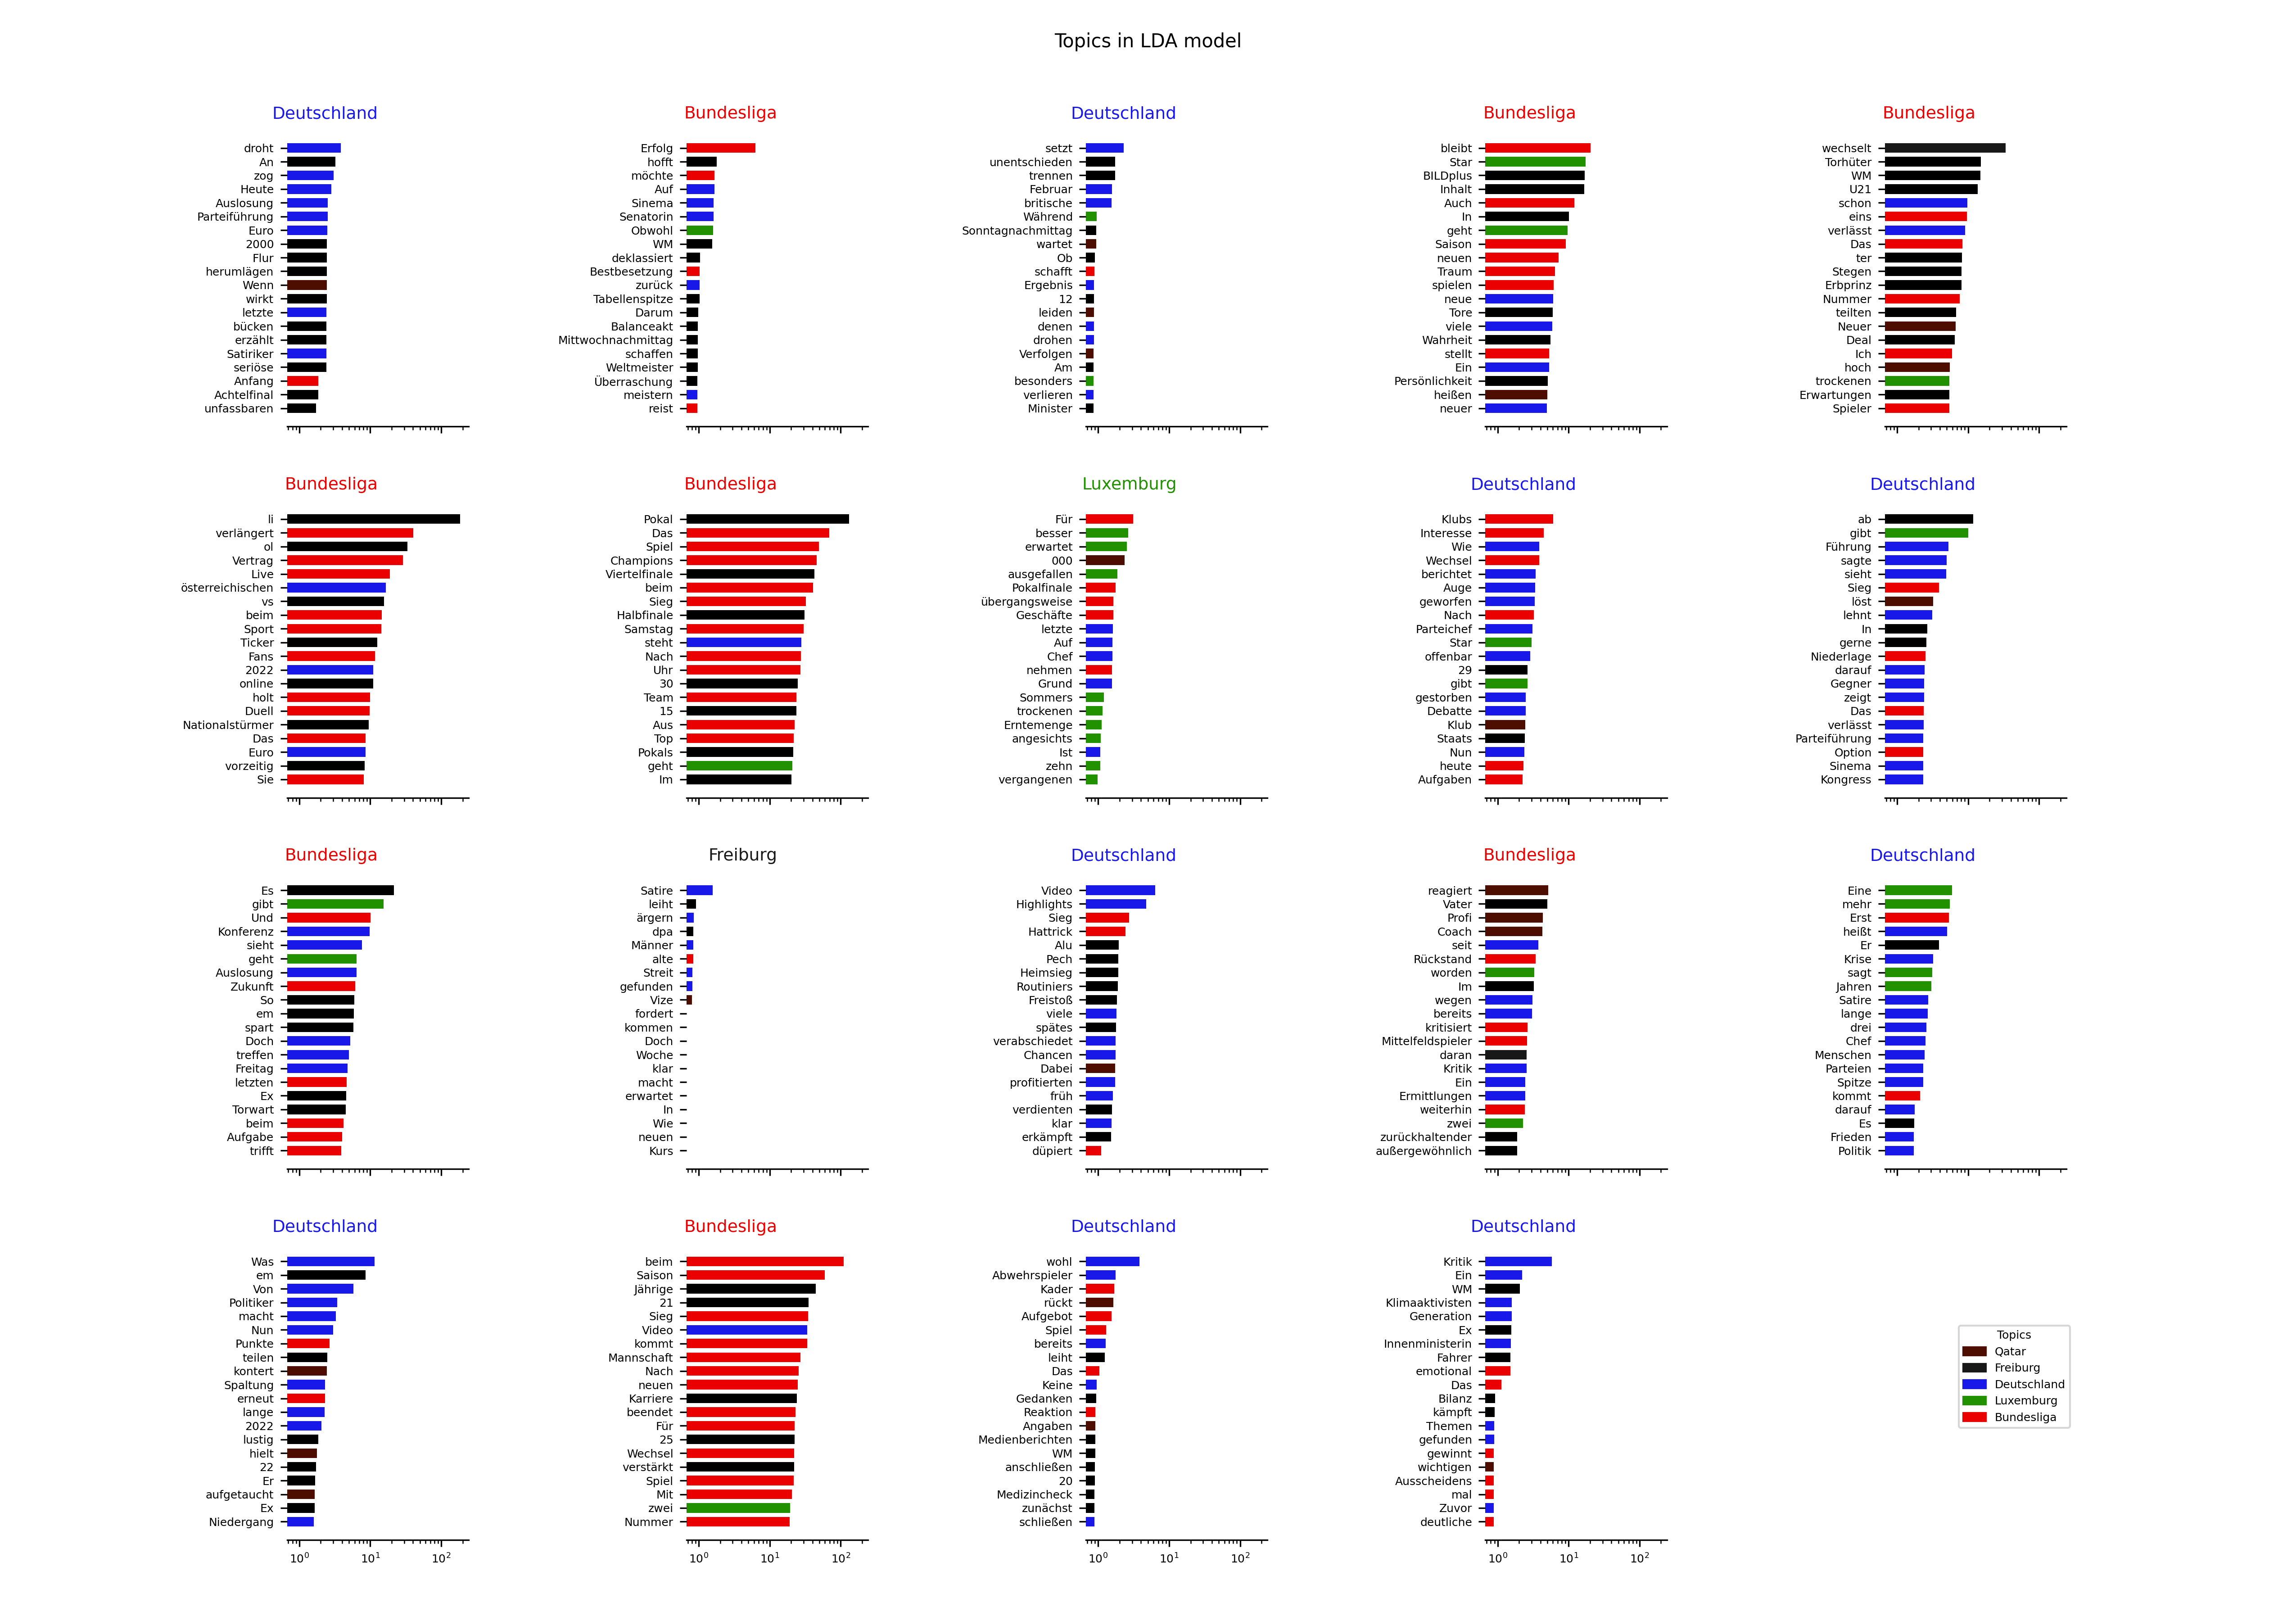 Topics in LDA model
Deutschland
droht
An
zog
Heute
Auslosung
Parteiführung
Euro
2000
Flur
herumlägen
Wenn
wirkt
letzte
bücken
erzählt
Satiriker
seriöse
Anfang
Achtelfinal
unfassbaren
Bundesliga
Erfolg
hofft
möchte
Auf
Sinema
Senatorin
Obwohl
WM
deklassiert
Bestbesetzung
zurück
Tabellenspitze
Darum
Balanceakt
Mittwochnachmittag
schaffen
Weltmeister
Überraschung
meistern
reist
Deutschland
setzt
unentschieden
trennen
Februar
britische
Während
Sonntagnachmittag
wartet
Ob
schafft
Ergebnis
12
leiden
denen
drohen
Verfolgen
Am
besonders
verlieren
Minister
Bundesliga
bleibt
Star
BILDplus
Inhalt
Auch
In
geht
Saison
neuen
Traum
spielen
neue
Tore
viele
Wahrheit
stellt
Ein
Persönlichkeit
heißen
neuer
Bundesliga
wechselt
Torhüter
WM
U21
schon
eins
verlässt
Das
ter
Stegen
Erbprinz
Nummer
teilten
Neuer
Deal
Ich
hoch
trockenen
Erwartungen
Spieler
Bundesliga
li
verlängert
ol
Vertrag
Live
österreichischen
vs
beim
Sport
Ticker
Fans
2022
online
holt
Duell
Nationalstürmer
Das
Euro
vorzeitig
Sie
Bundesliga
Pokal
Das
Spiel
Champions
Viertelfinale
beim
Sieg
Halbfinale
Samstag
steht
Nach
Uhr
30
Team
15
Aus
Top
Pokals
geht
Im
Luxemburg
Für
besser
erwartet
000
ausgefallen
Pokalfinale
übergangsweise
Geschäfte
letzte
Auf
Chef
nehmen
Grund
Sommers
trockenen
Erntemenge
angesichts
Ist
zehn
vergangenen
Deutschland
Klubs
Interesse
Wie
Wechsel
berichtet
Auge
geworfen
Nach
Parteichef
Star
offenbar
29
gibt
gestorben
Debatte
Klub
Staats
Nun
heute
Aufgaben
Deutschland
ab
gibt
Führung
sagte
sieht
Sieg
löst
lehnt
In
gerne
Niederlage
darauf
Gegner
zeigt
Das
verlässt
Parteiführung
Option
Sinema
Kongress
Bundesliga
Es
gibt
Und
Konferenz
sieht
geht
Auslosung
Zukunft
So
em
spart
Doch
treffen
Freitag
letzten
Ex
Torwart
beim
Aufgabe
trifft
Freiburg
Satire
leiht
ärgern
dpa
Männer
alte
Streit
gefunden
Vize
fordert
kommen
Doch
Woche
klar
macht
erwartet
In
Wie
neuen
Kurs
Deutschland
Video
Highlights
Sieg
Hattrick
Alu
Pech
Heimsieg
Routiniers
Freistoß
viele
spätes
verabschiedet
Chancen
Dabei
profitierten
früh
verdienten
klar
erkämpft
düpiert
Bundesliga
reagiert
Vater
Profi
Coach
seit
Rückstand
worden
Im
wegen
bereits
kritisiert
Mittelfeldspieler
daran
Kritik
Ein
Ermittlungen
weiterhin
zwei
zurückhaltender
außergewöhnlich
Deutschland
Eine
mehr
Erst
heißt
Er
Krise
sagt
Jahren
Satire
lange
drei
Chef
Menschen
Parteien
Spitze
kommt
darauf
Es
Frieden
Politik
Deutschland
Was
em
Von
Politiker
macht
Nun
Punkte
teilen
kontert
Spaltung
erneut
lange
2022
lustig
hielt
22
Er
aufgetaucht
Ex
Niedergang
10⁰ 10¹ 10²
Bundesliga
beim
Saison
Jährige
21
Sieg
Video
kommt
Mannschaft
Nach
neuen
Karriere
beendet
Für
25
Wechsel
verstärkt
Spiel
Mit
zwei
Nummer
10⁰ 10¹ 10²
Deutschland
wohl
Abwehrspieler
Kader
rückt
Aufgebot
Spiel
bereits
leiht
Das
Keine
Gedanken
Reaktion
Angaben
Medienberichten
WM
anschließen
20
Medizincheck
zunächst
schließen
10⁰ 10¹ 10²
Deutschland
Kritik
Ein
WM
Klimaaktivisten
Generation
Ex
Innenministerin
Fahrer
emotional
Das
Bilanz
kämpft
Themen
gefunden
gewinnt
wichtigen
Ausscheidens
mal
Zuvor
deutliche
10⁰ 10¹ 10²
Topics
Qatar
Freiburg
Deutschland
Luxemburg
Bundesliga